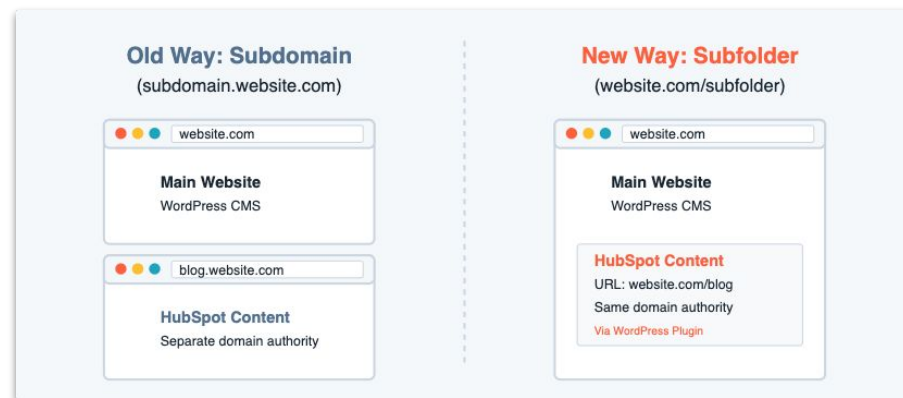 Old Way: Subdomain
(subdomain.website.com)
website.com
Main Website
WordPress CMS
blog.website.com
HubSpot Content
Separate domain authority
New Way: Subfolder
(website.com/subfolder)
website.com
Main Website
WordPress CMS
HubSpot Content
URL: website.com/blog
Same domain authority
Via WordPress Plugin